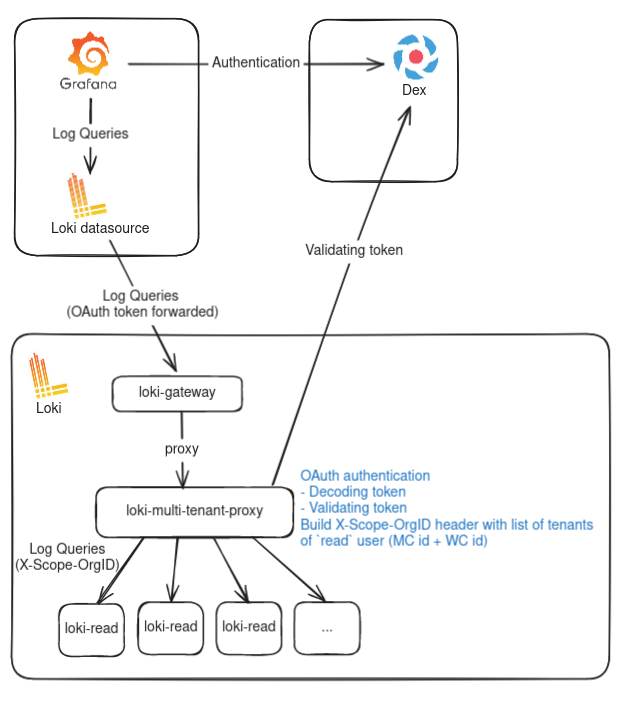 Grafana
Authentication
Dex
Log Queries
Loki datasource
Validating token
Log Queries
(OAuth token forwarded)
Loki
loki-gateway
proxy
loki-multi-tenant-proxy
OAuth authentication
- Decoding token
- Validating token
Build X-Scope-OrgID header with list of tenants
of `read` user (MC id + WC id)
Log Queries
(X-Scope-OrgID)
loki-read
loki-read
loki-read
...